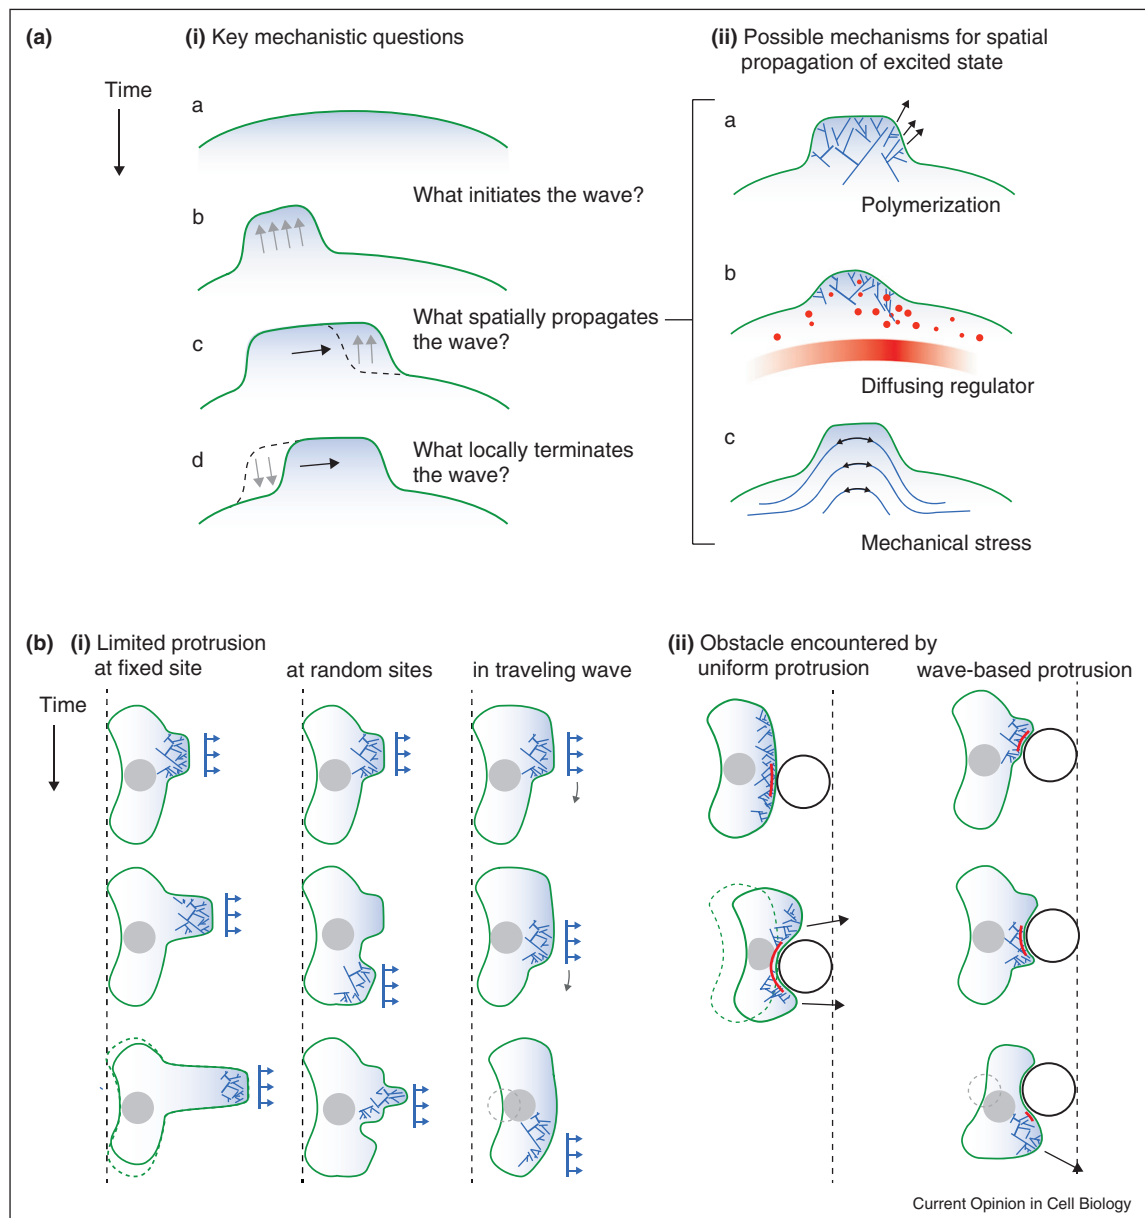 (a)
(i) Key mechanistic questions
(ii) Possible mechanisms for spatial
propagation of excited state
Time
a
What initiates the wave?
b
What spatially propagates
the wave?
c
What locally terminates
the wave?
d
a
Polymerization
b
Diffusing regulator
c
Mechanical stress
(b) (i) Limited protrusion
at fixed site
at random sites
in traveling wave
(ii) Obstacle encountered by
uniform protrusion
wave-based protrusion
Time
Current Opinion in Cell Biology